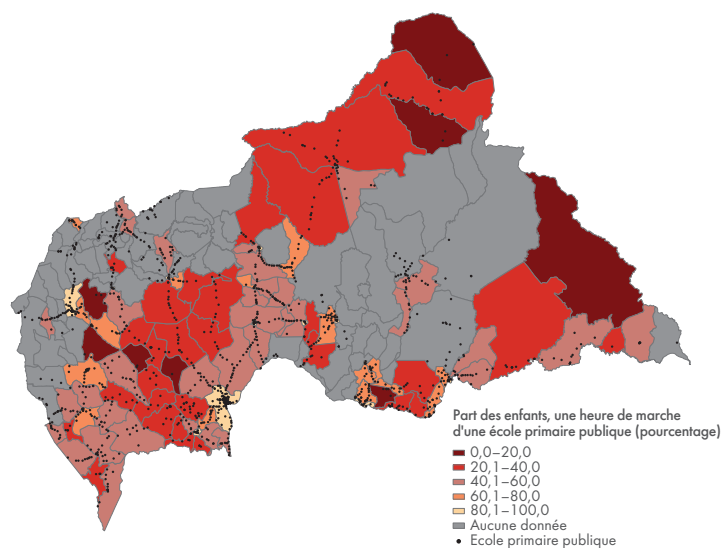 Part des enfants, une heure de marche
d'une école primaire publique (pourcentage)
0,0–20,0
20,1–40,0
40,1–60,0
60,1–80,0
80,1–100,0
Aucune donnée
Ecole primaire publique